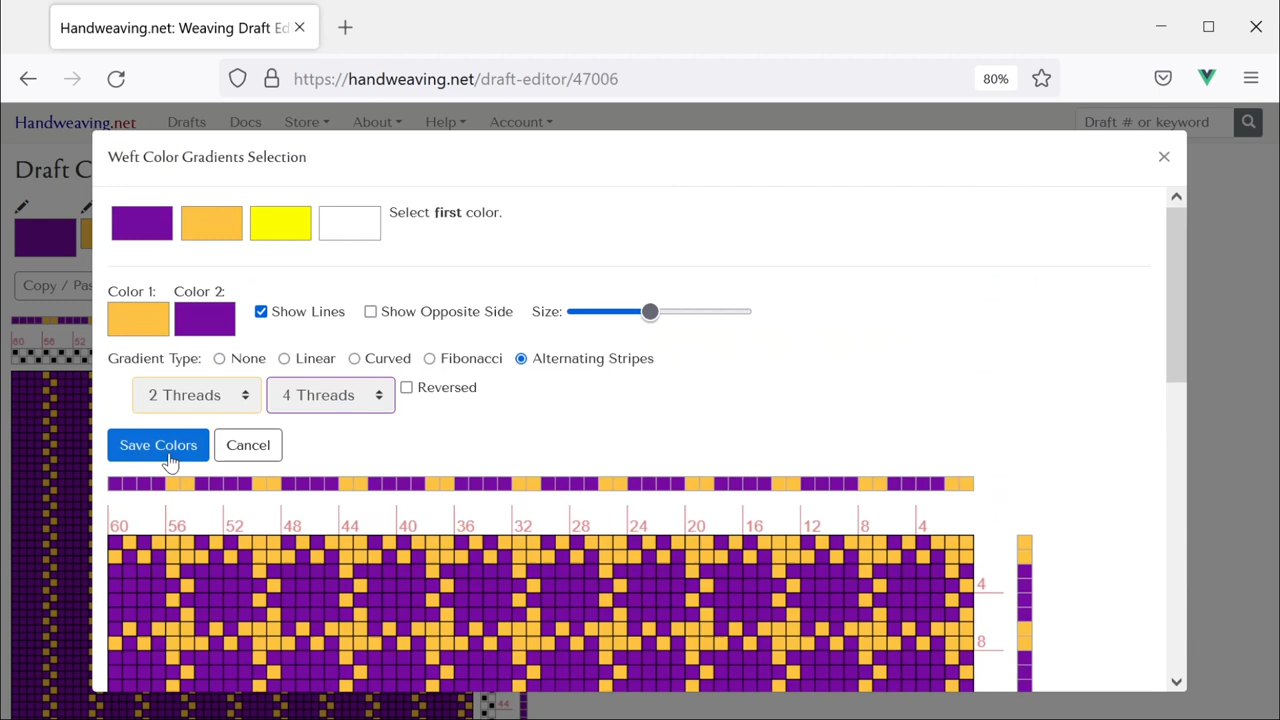 Handweaving.net: Weaving Draft Ed
https://handweaving.net/draft-editor/47006
80%
Handweaving.net Drafts Docs Store About Help Account Draft # or keyword
Draft C
Weft Color Gradients Selection
Select first color.
Copy / Pas
Color 1: Color 2: Show Lines Show Opposite Side Size:
Gradient Type: None Linear Curved Fibonacci Alternating Stripes
2 Threads 4 Threads Reversed
Save Colors Cancel
60 56 52
60 56 52 48 44 40 36 32 28 24 20 16 12 8 4
4
8
44